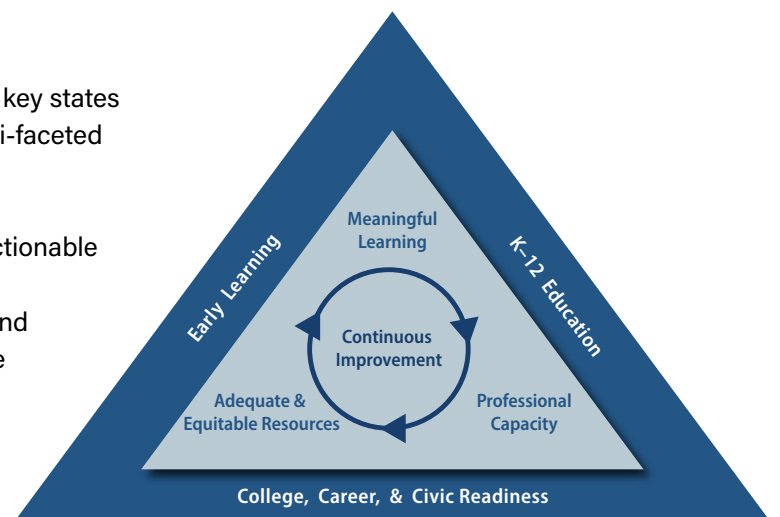 key states
i-faceted
ctionable
nd
e
Meaningful
Learning
Early Learning
K–12 Education
Continuous
Improvement
Adequate &
Equitable Resources
Professional
Capacity
College, Career, & Civic Readiness